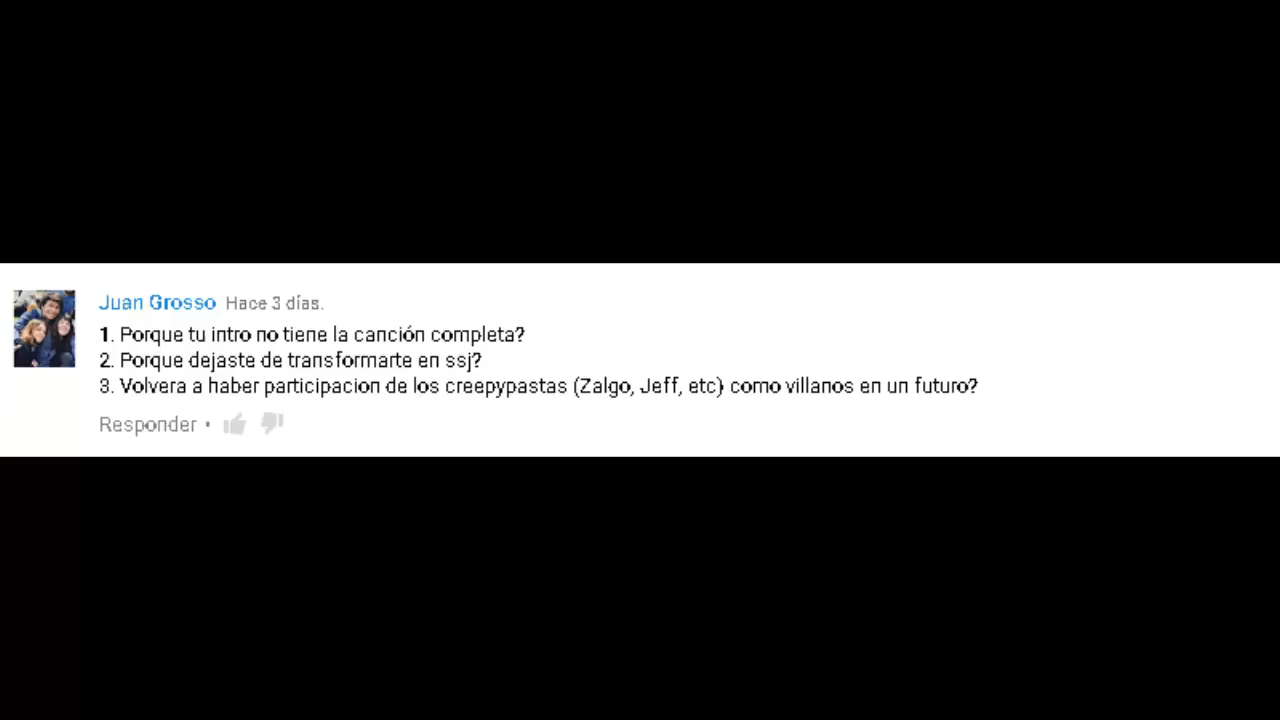 Juan Grosso Hace 3 días.
1. Porque tu intro no tiene la canción completa?
2. Porque dejaste de transformarte en ssj?
3. Volvera a haber participacion de los creepypastas (Zalgo, Jeff, etc) como villanos en un futuro?
Responder •